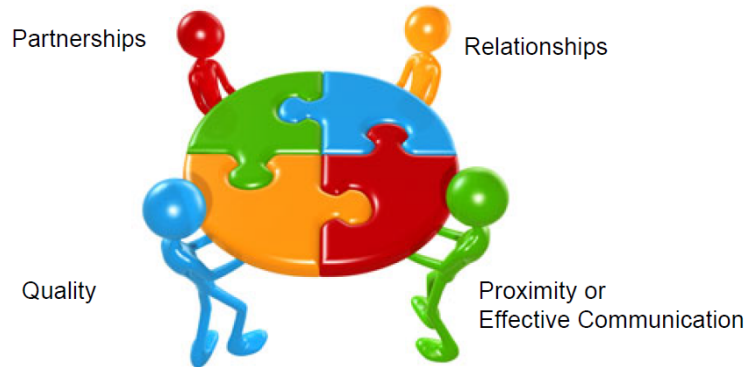 Partnerships
Relationships
Quality
Proximity or
Effective Communication